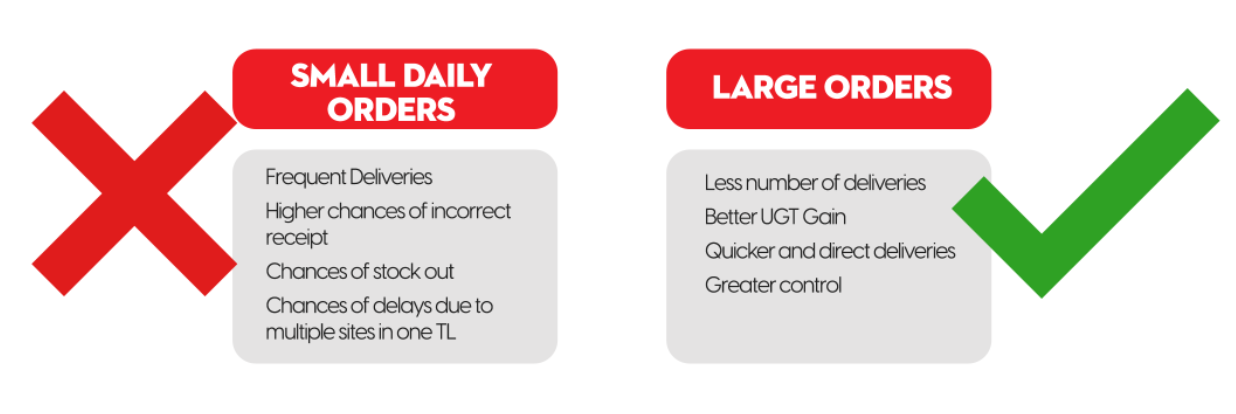 SMALL DAILY
ORDERS
Frequent Deliveries
Higher chances of incorrect
receipt
Chances of stock out
Chances of delays due to
multiple sites in one TL
LARGE ORDERS
Less number of deliveries
Better UGT Gain
Quicker and direct deliveries
Greater control